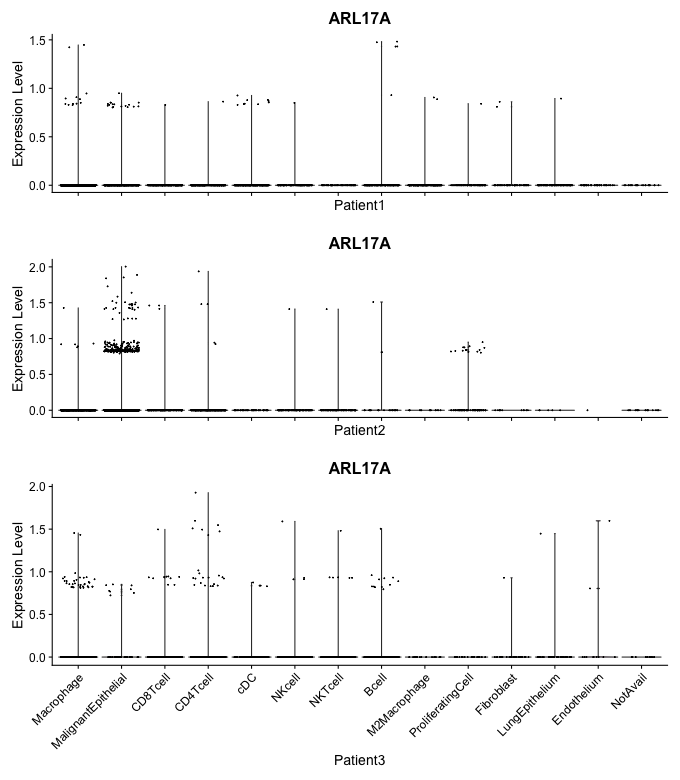 ARL17A
Expression Level
1.5
1.0
0.5
0.0
Patient1
ARL17A
Expression Level
2.0
1.5
1.0
0.5
0.0
Patient2
ARL17A
Expression Level
2.0
1.5
1.0
0.5
0.0
Macrophage
MalignantEpithelial
CD8Tcell
CD4Tcell
cDC
NKcell
NKTcell
Bcell
M2Macrophage
ProliferatingCell
Fibroblast
LungEpithelium
Endothelium
NotAvail
Patient3